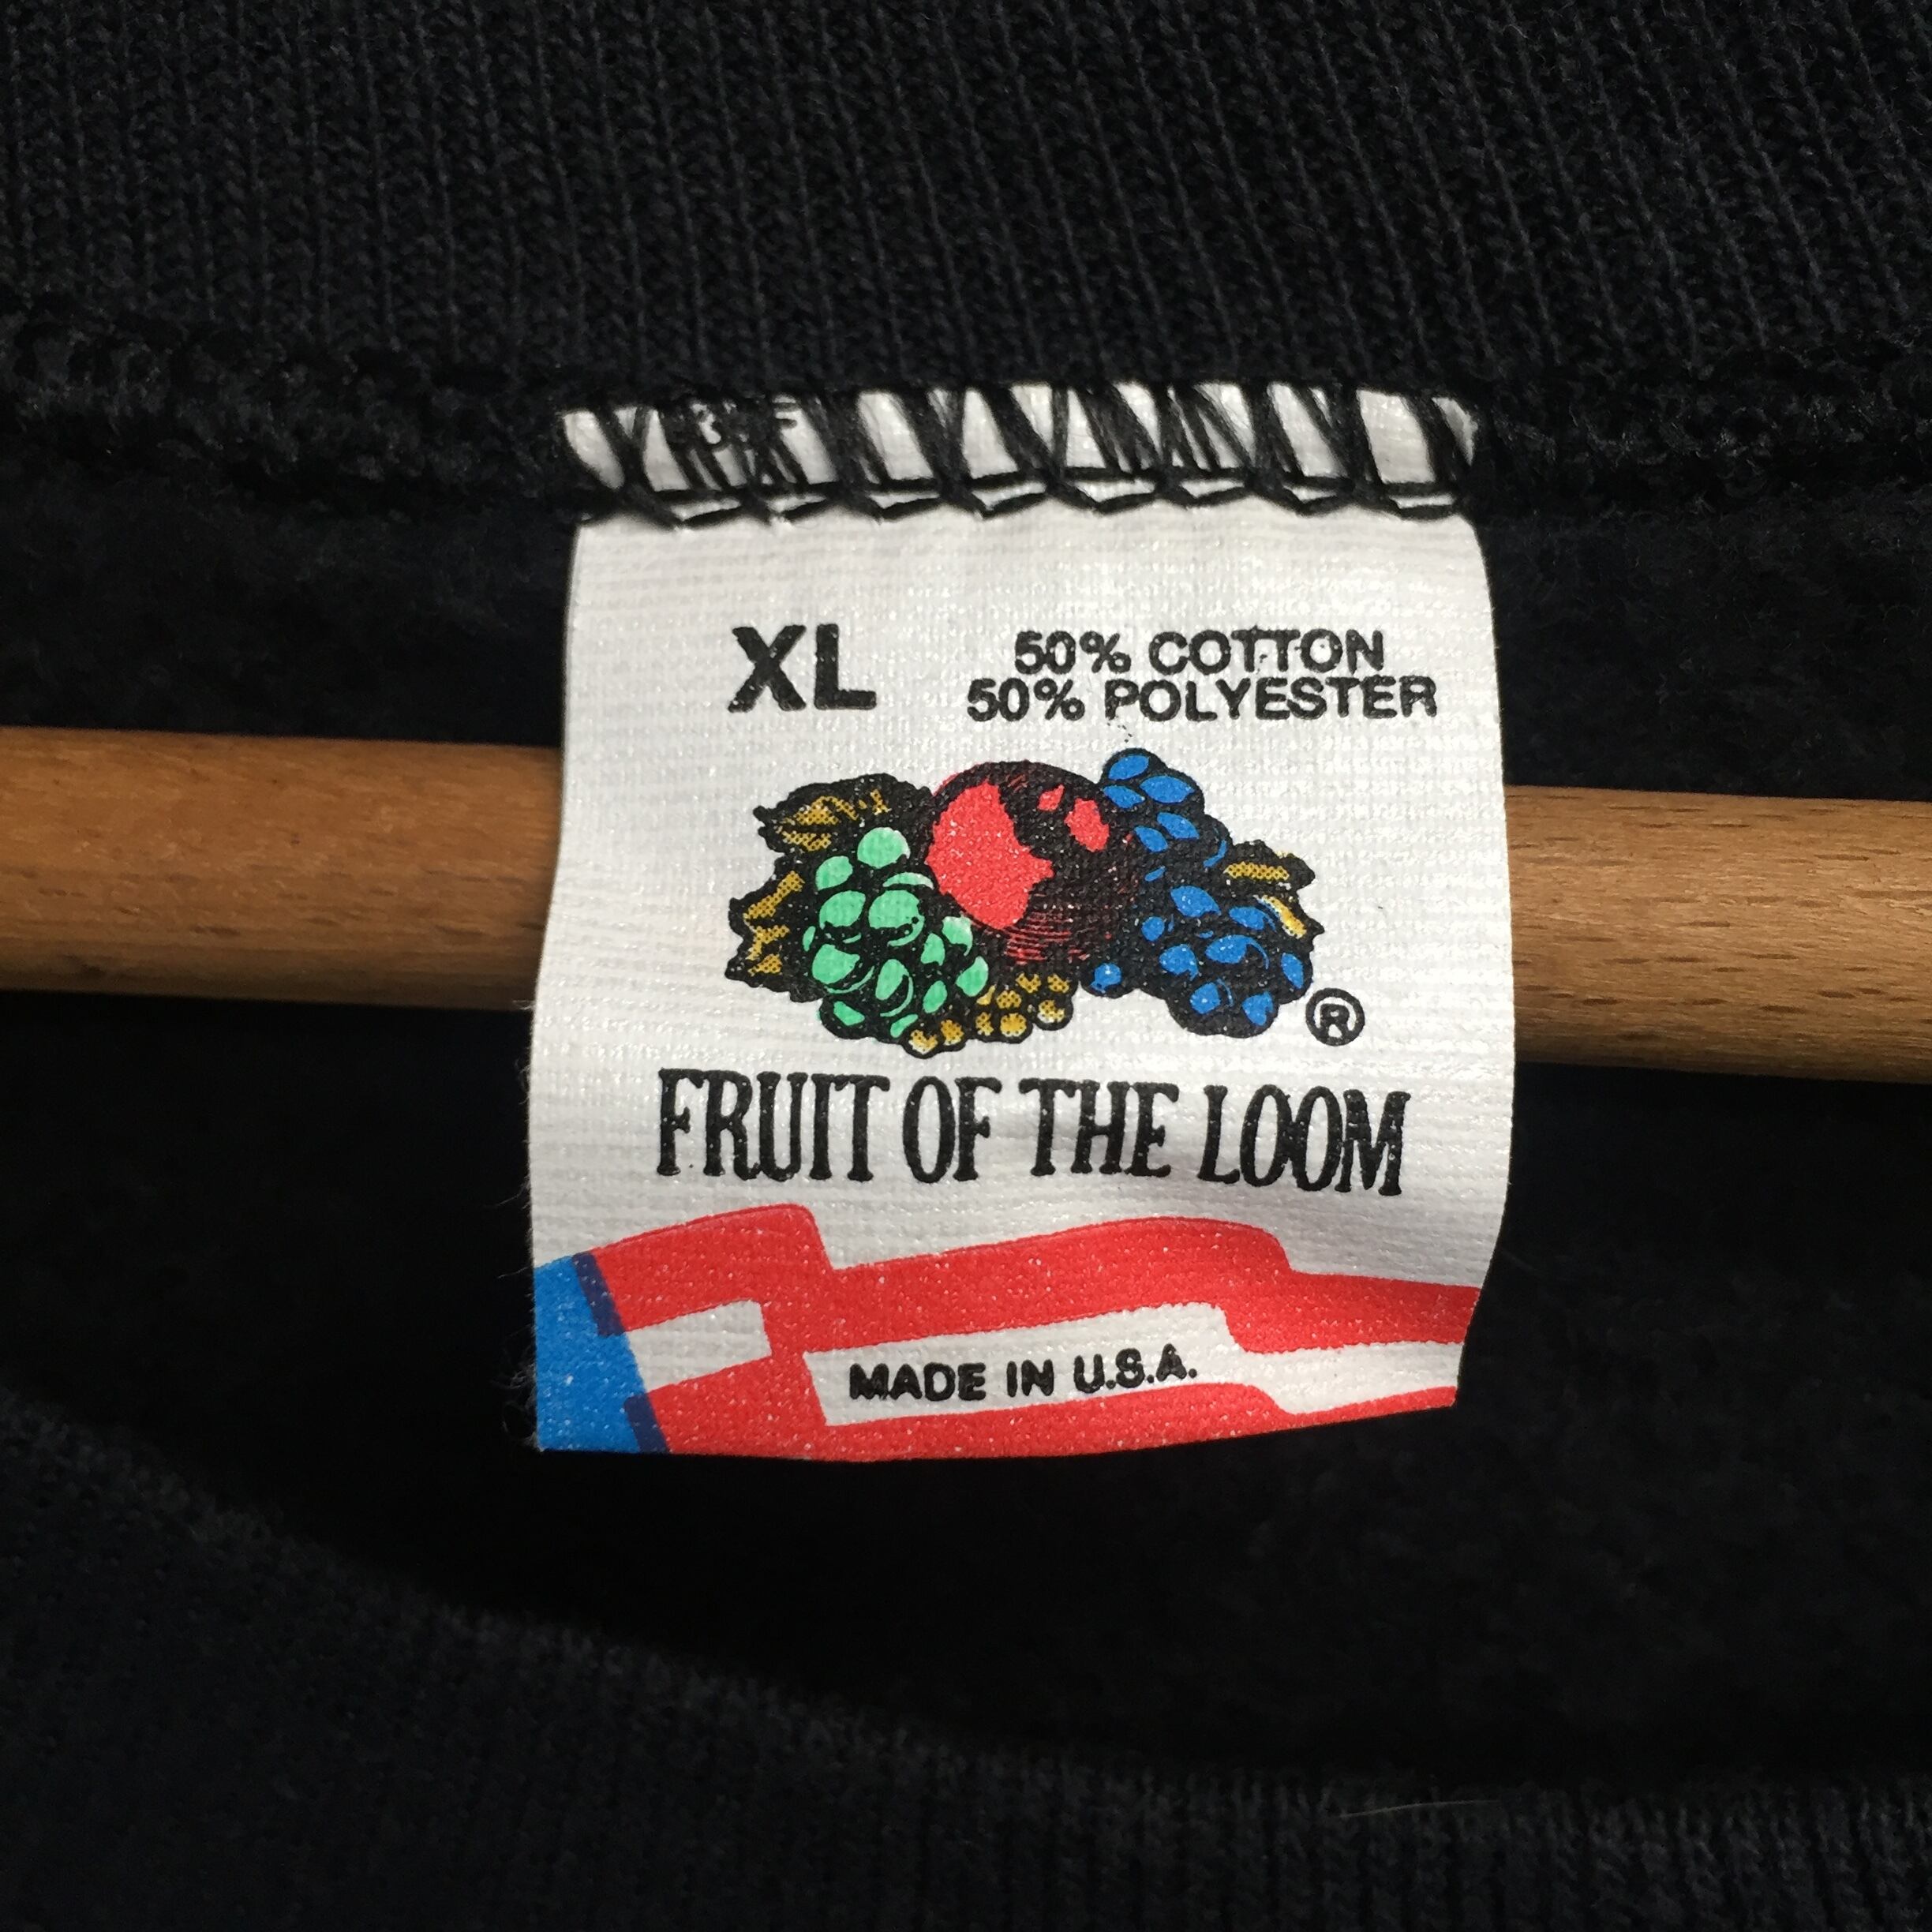 XL
50% COTTON
50% POLYESTER
®
FRUIT OF THE LOOM
MADE IN U.S.A.